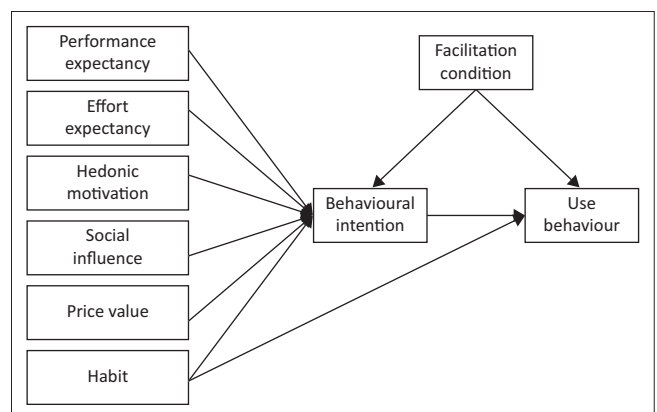 Performance
expectancy
Effort
expectancy
Hedonic
motivation
Social
influence
Price value
Habit
Facilitation
condition
Behavioural
intention
Use
behaviour